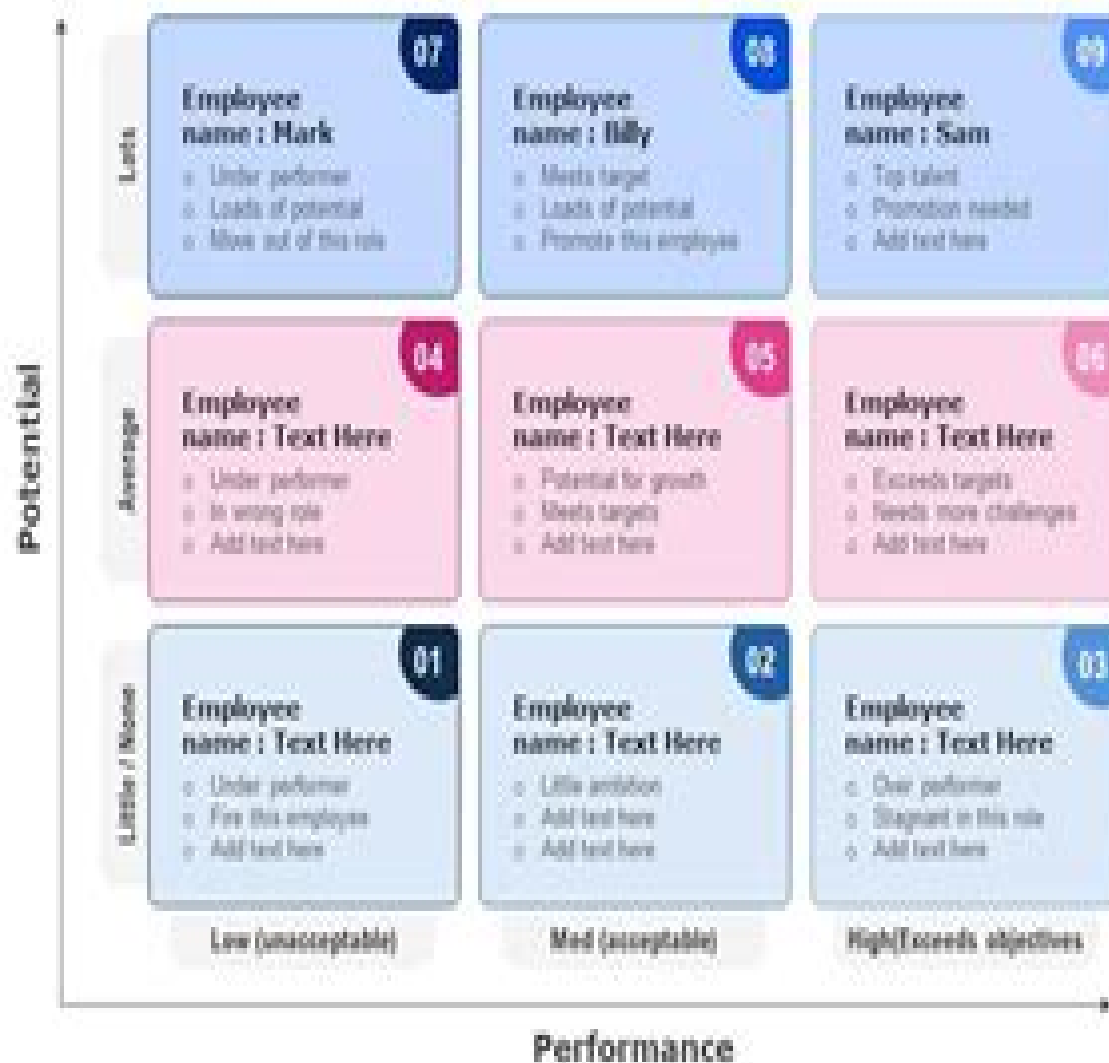 Potential
Lots
07
Employee
name : Mark
Under performer
Loads of potential
Move out of this role
08
Employee
name : Billy
Meets target
Loads of potential
Promote this employee
09
Employee
name : Sam
Top talent
Promotion needed
Add text here
Average
04
Employee
name : Text Here
Under performer
In wrong role
Add text here
05
Employee
name : Text Here
Potential for growth
Meets targets
Add text here
06
Employee
name : Text Here
Exceeds targets
Needs more challenges
Add text here
Little / None
01
Employee
name : Text Here
Under performer
Fire this employee
Add text here
02
Employee
name : Text Here
Little ambition
Add text here
Add text here
03
Employee
name : Text Here
Over performer
Stagnant in this role
Add text here
Low (unacceptable)
Med (acceptable)
High(Exceeds objectives
Performance